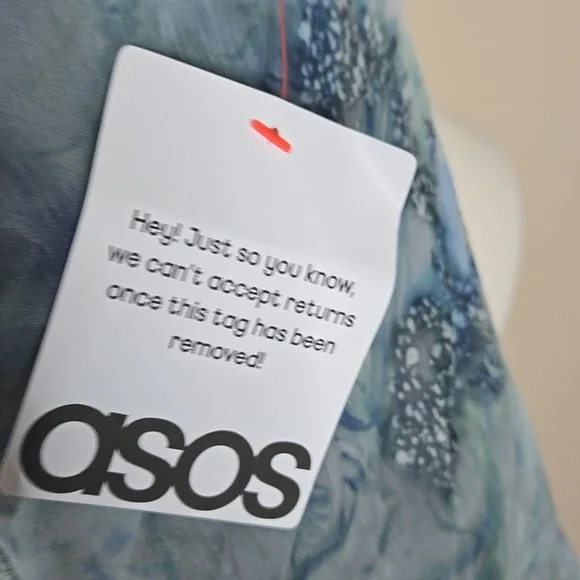 Hey! Just so you know,
we can't accept returns
once this tag has been
removed!
asos